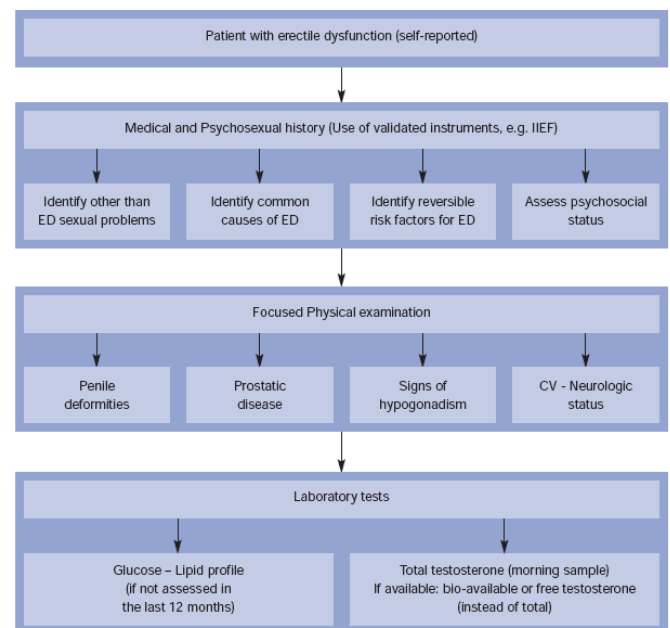 Patient with erectile dysfunction (self-reported)
Medical and Psychosexual history (Use of validated instruments, e.g. IIEF)
Identify other than
ED sexual problems
Identify common
causes of ED
Identify reversible
risk factors for ED
Assess psychosocial
status
Focused Physical examination
Penile
deformities
Prostatic
disease
Signs of
hypogonadism
CV - Neurologic
status
Laboratory tests
Glucose – Lipid profile
(if not assessed in
the last 12 months)
Total testosterone (morning sample)
If available: bio-available or free testosterone
(instead of total)